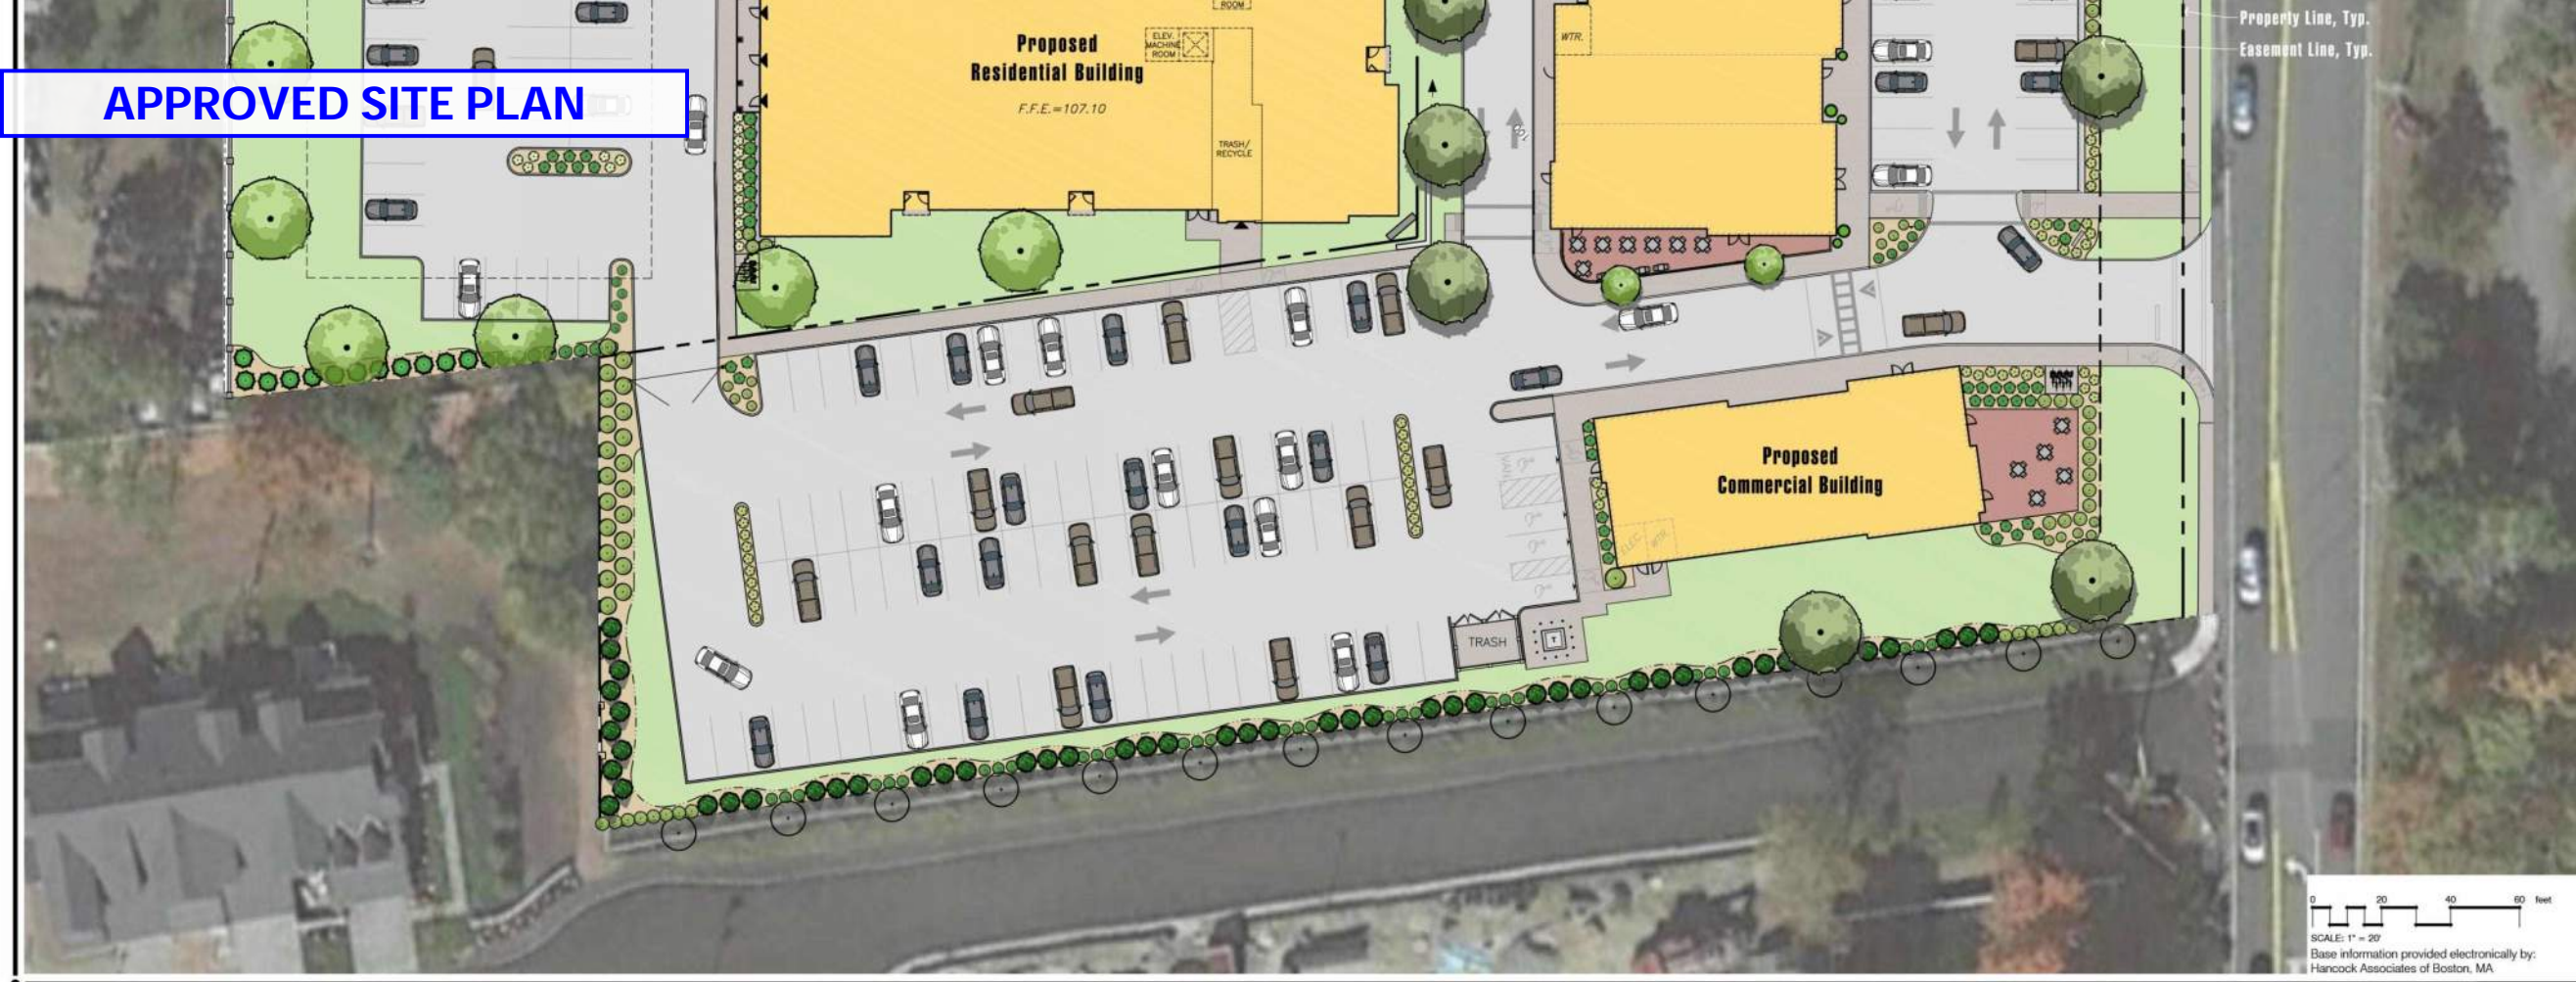 ROOM
Property Line, Typ.
WTR.
ELEV.
MACHINE
ROOM
Proposed
Residential Building
Easement Line, Typ.
APPROVED SITE PLAN
F.F.E.=107.10
TRASH/
RECYCLE
Proposed
Commercial Building
VAN
ELEC.
WTR.
TRASH
T
0 20 40 60 feet
SCALE: 1" = 20'
Base information provided electronically by:
Hancock Associates of Boston, MA